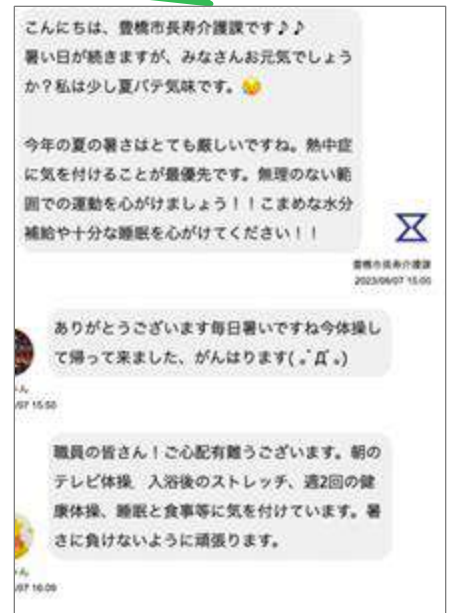 こんにちは、豊橋市長寿介護課です♪♪
暑い日が続きますが、みなさんお元気でしょう
か？私は少し夏バテ気味です。😅
今年の夏の暑さはとても厳しいですね。熱中症
に気を付けることが最優先です。無理のない範
囲での運動を心がけましょう！！こまめな水分
補給や十分な睡眠を心がけてください！！
豊橋市長寿介護課
ありがとうございます毎日暑いですね今体操し
て帰って来ました、がんはります(｡ﾟДﾟ｡)
ん
/07 15:50
職員の皆さん！ご心配有難うございます。朝の
テレビ体操、入浴後のストレッチ、週2回の健
康体操、睡眠と食事等に気を付けています。暑
さに負けないように頑張ります。
ん
/07 16:09